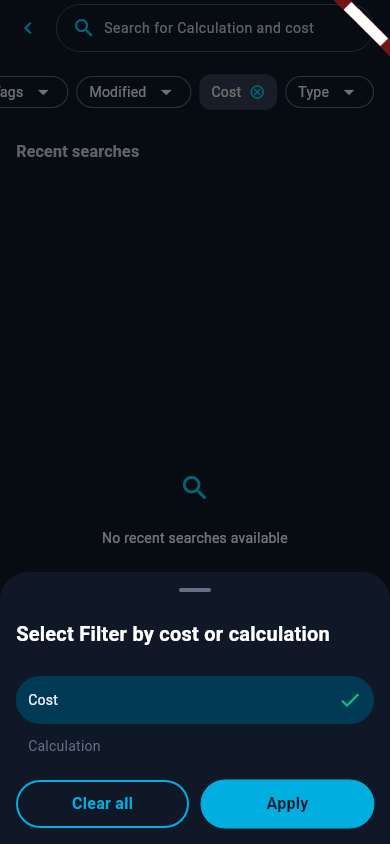 Search for Calculation and cost
ags Modified Cost Type
Recent searches
No recent searches available
Select Filter by cost or calculation
Cost
Calculation
Clear all Apply